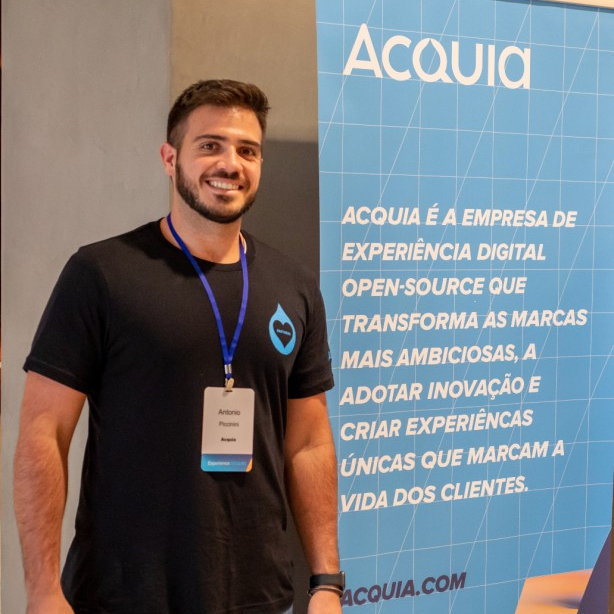 ACQUIA
ACQUIA É A EMPRESA DE
EXPERIÊNCIA DIGITAL
OPEN-SOURCE QUE
TRANSFORMA AS MARCAS
MAIS AMBICIOSAS, A
ADOTAR INOVAÇÃO E
CRIAR EXPERIÊNCAS
ÚNICAS QUE MARCAM A
VIDA DOS CLIENTES.
ACQUIA.COM
Antonio
Acquia